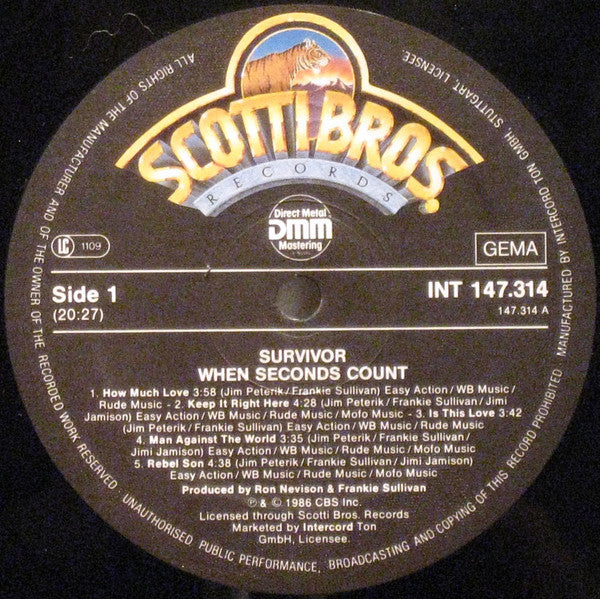 SCOTTI BROS.
RECORDS
Direct Metal
DMM
Mastering
LC 1109
GEMA
Side 1
(20:27)
INT 147.314
147.314 A
SURVIVOR
WHEN SECONDS COUNT
1. How Much Love 3:58 (Jim Peterik/Frankie Sullivan) Easy Action/WB Music/
Rude Music - 2. Keep It Right Here 4:28 (Jim Peterik/Frankie Sullivan/Jimi
Jamison) Easy Action/WB Music/Rude Music/Mofo Music - 3. Is This Love 3:42
(Jim Peterik/Frankie Sullivan) Easy Action/WB Music/Rude Music
4. Man Against The World 3:35 (Jim Peterik/Frankie Sullivan/
Jimi Jamison) Easy Action/WB Music/Rude Music/Mofo Music
5. Rebel Son 4:38 (Jim Peterik/Frankie Sullivan/Jimi Jamison)
Easy Action/WB Music/Rude Music/Mofo Music
Produced by Ron Nevison & Frankie Sullivan
℗ & © 1986 CBS Inc.
Licensed through Scotti Bros. Records
Marketed by Intercord Ton
GmbH, Licensee.
ALL RIGHTS OF THE MANUFACTURER AND OF THE OWNER OF THE RECORDED WORK RESERVED. UNAUTHORISED PUBLIC PERFORMANCE, BROADCASTING AND COPYING OF THIS RECORD PROHIBITED
MANUFACTURED BY INTERCORD TON GMBH, STUTTGART, LICENSEE.